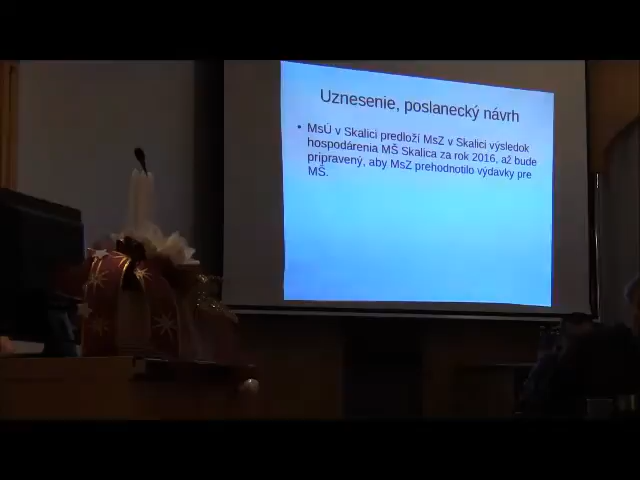 Uznesenie, poslanecký návrh
• MsÚ v Skalici predloží MsZ v Skalici výsledok
hospodárenia MŠ Skalica za rok 2016, až bude
pripravený, aby MsZ prehodnotilo výdavky pre
MŠ.